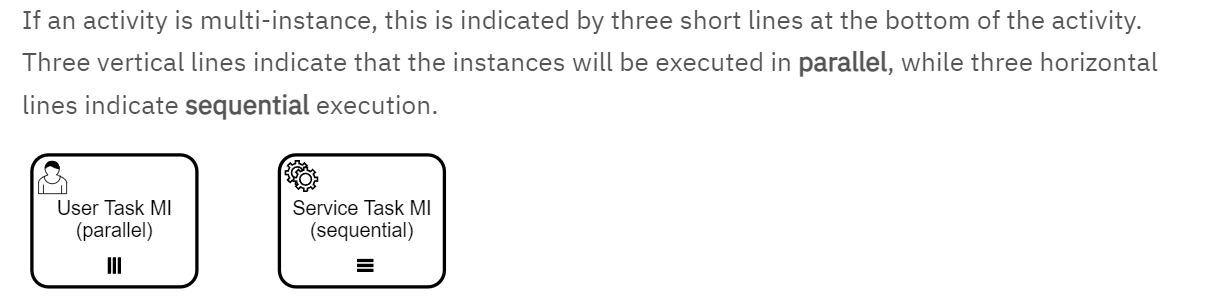 If an activity is multi-instance, this is indicated by three short lines at the bottom of the activity.
Three vertical lines indicate that the instances will be executed in parallel, while three horizontal
lines indicate sequential execution.
User Task MI
(parallel)
Service Task MI
(sequential)